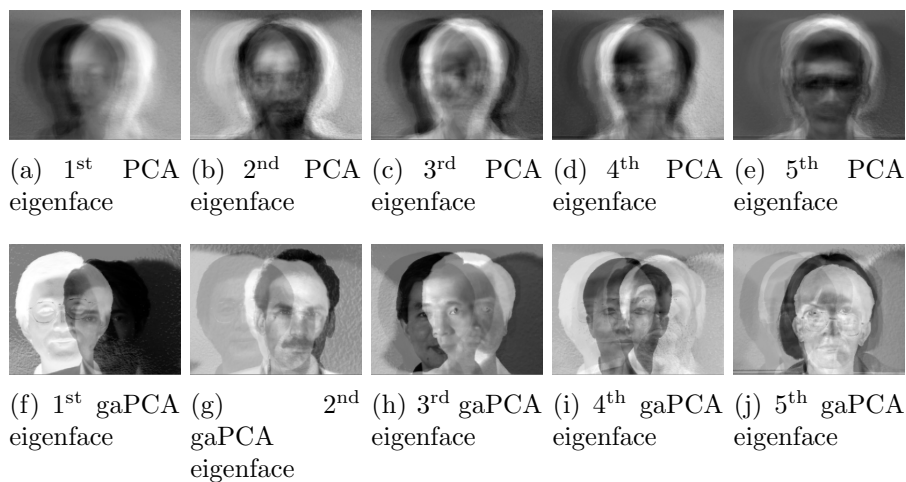 (a) 1st PCA eigenface
(b) 2nd PCA eigenface
(c) 3rd PCA eigenface
(d) 4th PCA eigenface
(e) 5th PCA eigenface
(f) 1st gaPCA eigenface
(g) 2nd gaPCA eigenface
(h) 3rd gaPCA eigenface
(i) 4th gaPCA eigenface
(j) 5th gaPCA eigenface